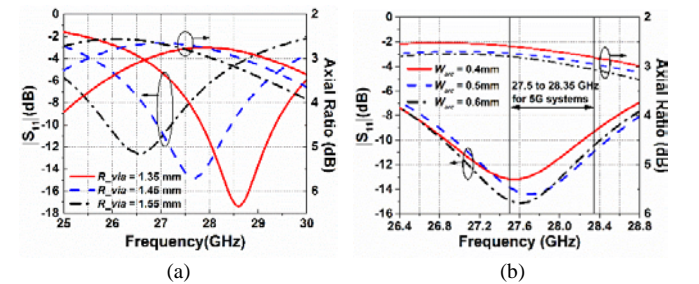 0
-2
-4
-6
-8
-10
-12
-14
-16
-18
|S11| (dB)
R_via = 1.35 mm
R_via = 1.45 mm
R_via = 1.55 mm
25 26 27 28 29 30
Frequency(GHz)
2
3
4
5
6
Axial Ratio (dB)
(a)
0
-2
-4
-6
-8
-10
-12
-14
-16
|S11| (dB)
Warc = 0.4mm
Warc = 0.5mm
Warc = 0.6mm
27.5 to 28.35 GHz
for 5G systems
26.4 26.8 27.2 27.6 28.0 28.4 28.8
Frequency (GHz)
2
3
4
5
6
Axial Ratio (dB)
(b)